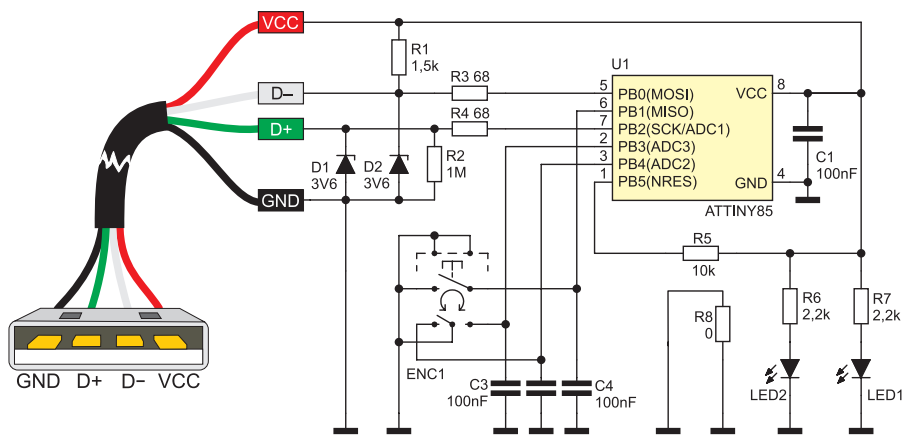 VCC
D–
D+
GND
GND D+ D– VCC
R1
1,5k
R3 68
R4 68
D1
3V6
D2
3V6
R2
1M
U1
5
6
7
2
3
1
PB0(MOSI)
PB1(MISO)
PB2(SCK/ADC1)
PB3(ADC3)
PB4(ADC2)
PB5(NRES)
VCC
GND
8
4
ATTINY85
C1
100nF
R5
10k
R6
2,2k
R7
2,2k
R8
0
LED2
LED1
ENC1
C3
100nF
C4
100nF